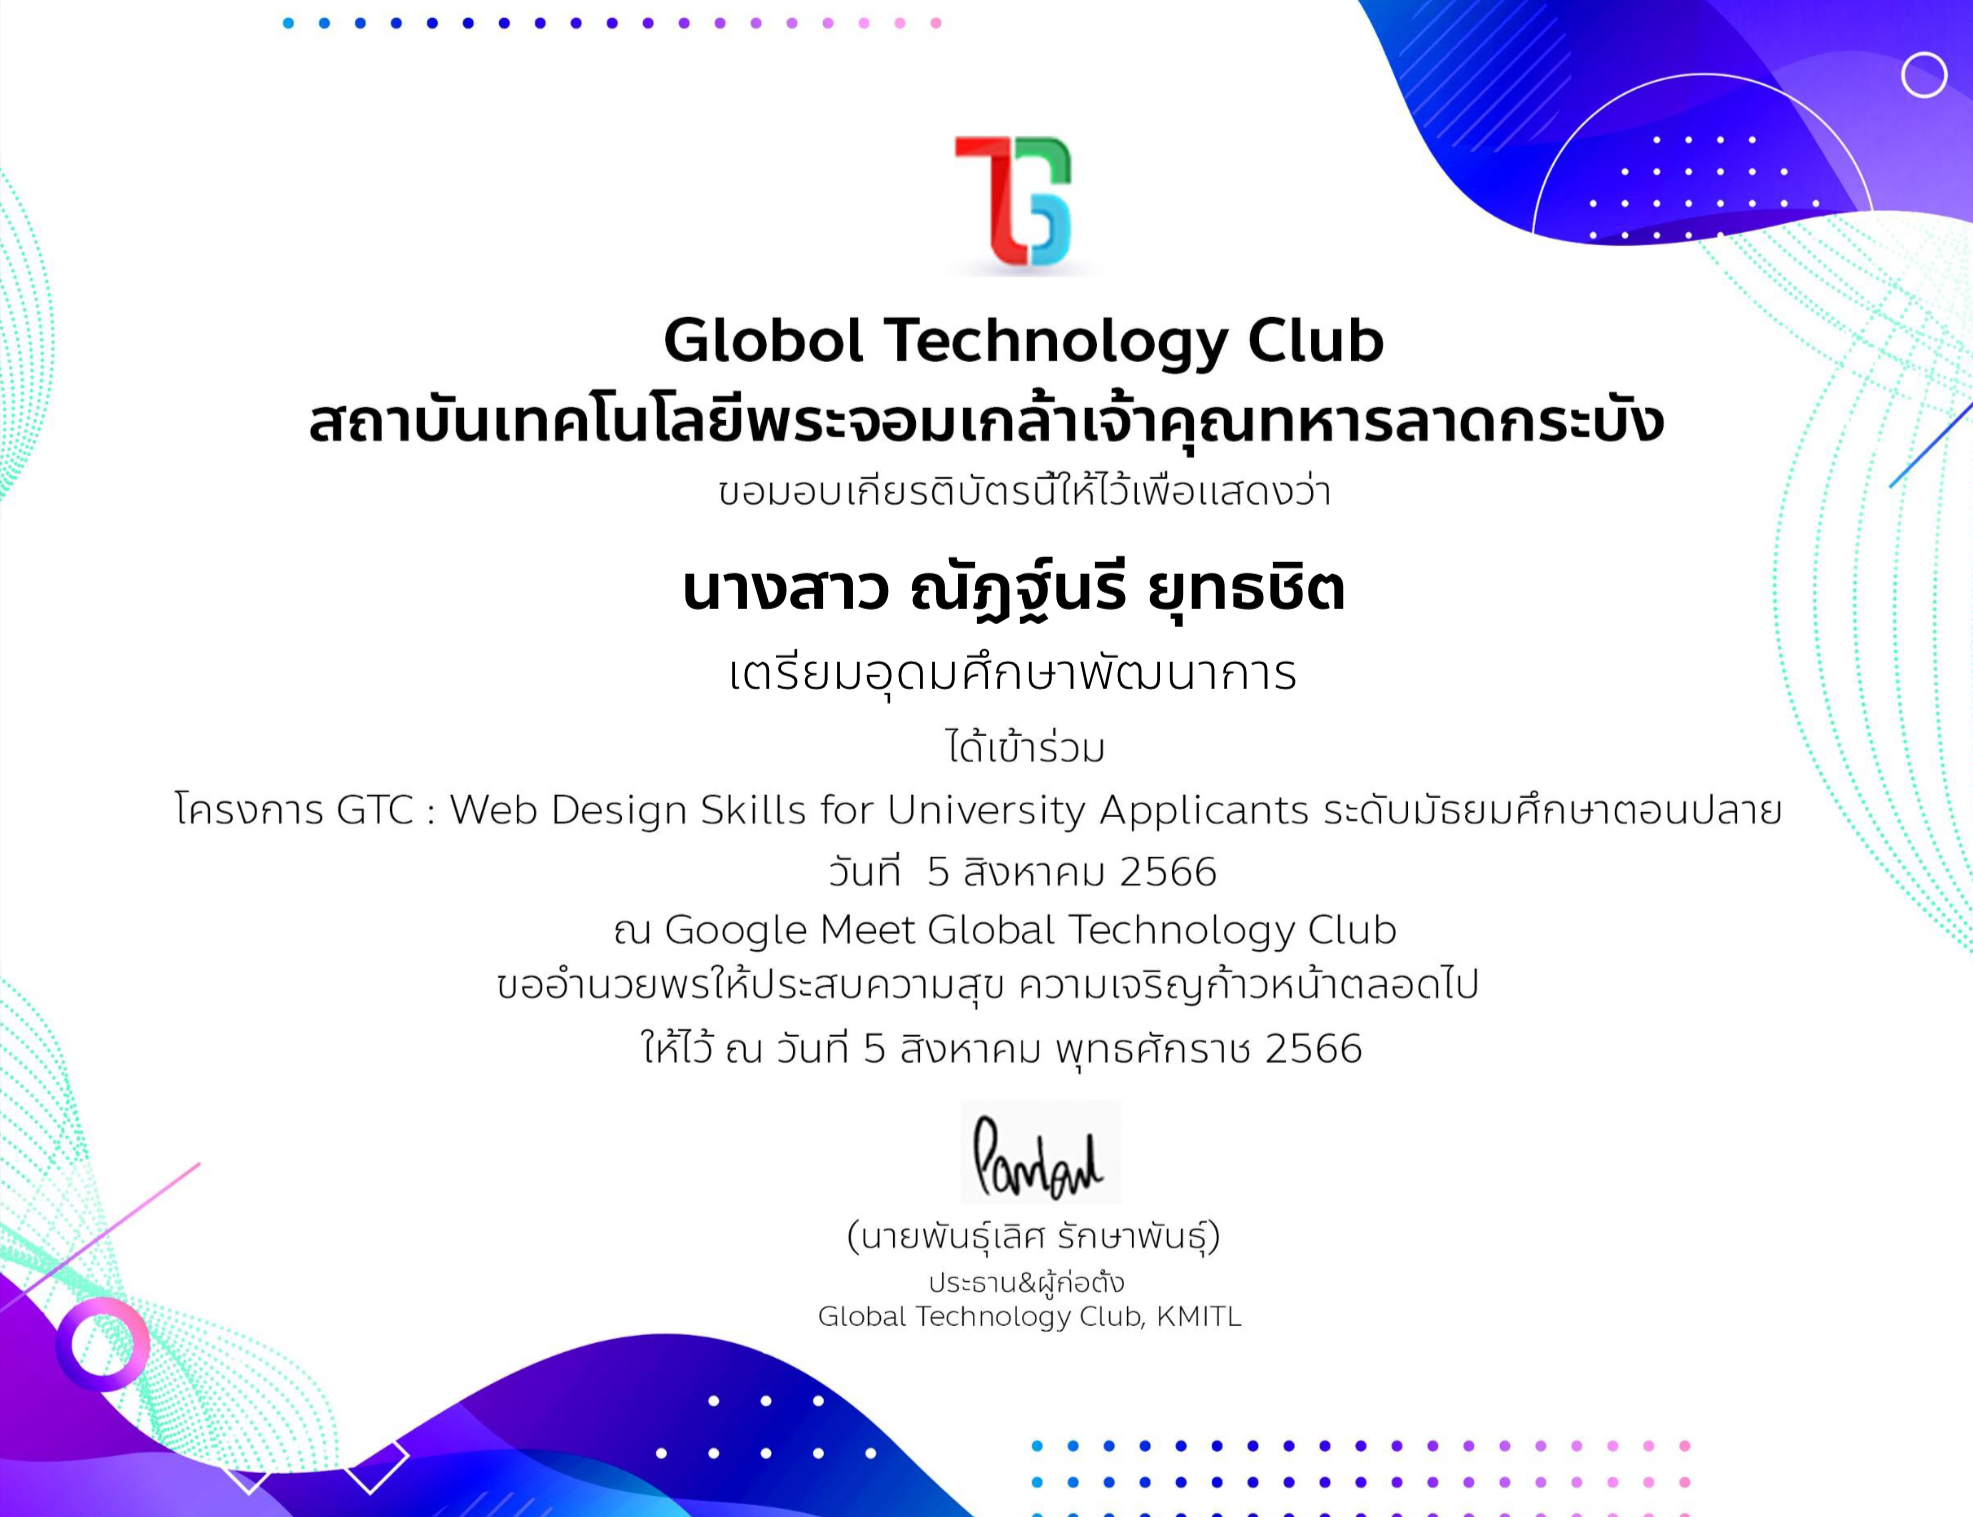 Globol Technology Club
สถาบันเทคโนโลยีพระจอมเกล้าเจ้าคุณทหารลาดกระบัง
ขอมอบเกียรติบัตรนี้ให้ไว้เพื่อแสดงว่า
นางสาว ณัฏฐ์นรี ยุทธชิต
เตรียมอุดมศึกษาพัฒนาการ
ได้เข้าร่วม
โครงการ GTC : Web Design Skills for University Applicants ระดับมัธยมศึกษาตอนปลาย
วันที่ 5 สิงหาคม 2566
ณ Google Meet Global Technology Club
ขออำนวยพรให้ประสบความสุข ความเจริญก้าวหน้าตลอดไป
ให้ไว้ ณ วันที่ 5 สิงหาคม พุทธศักราช 2566
(นายพันธุ์เลิศ รักษาพันธุ์)
ประธาน&ผู้ก่อตั้ง
Global Technology Club, KMITL